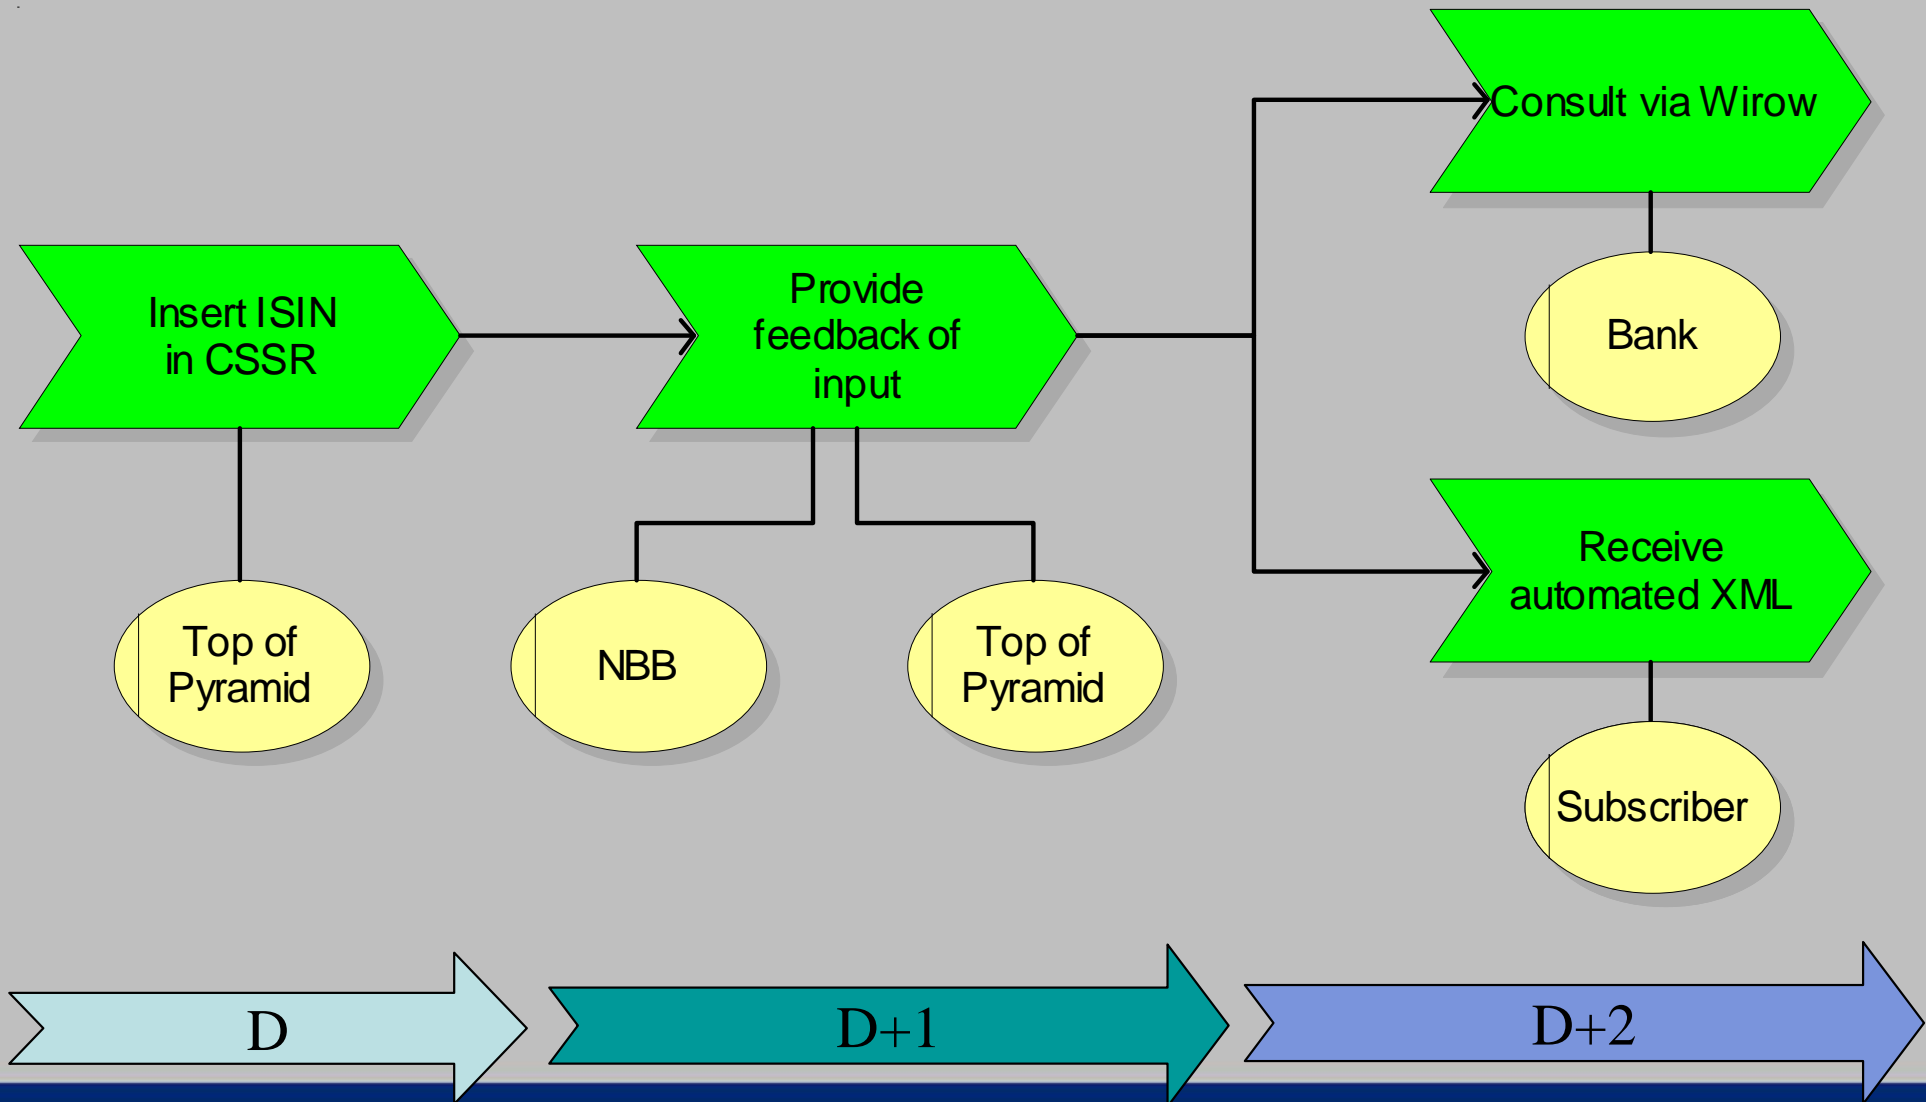 Insert ISIN
in CSSR
Top of
Pyramid
Provide
feedback of
input
NBB
Top of
Pyramid
Consult via Wirow
Bank
Receive
automated XML
Subscriber
D
D+1
D+2